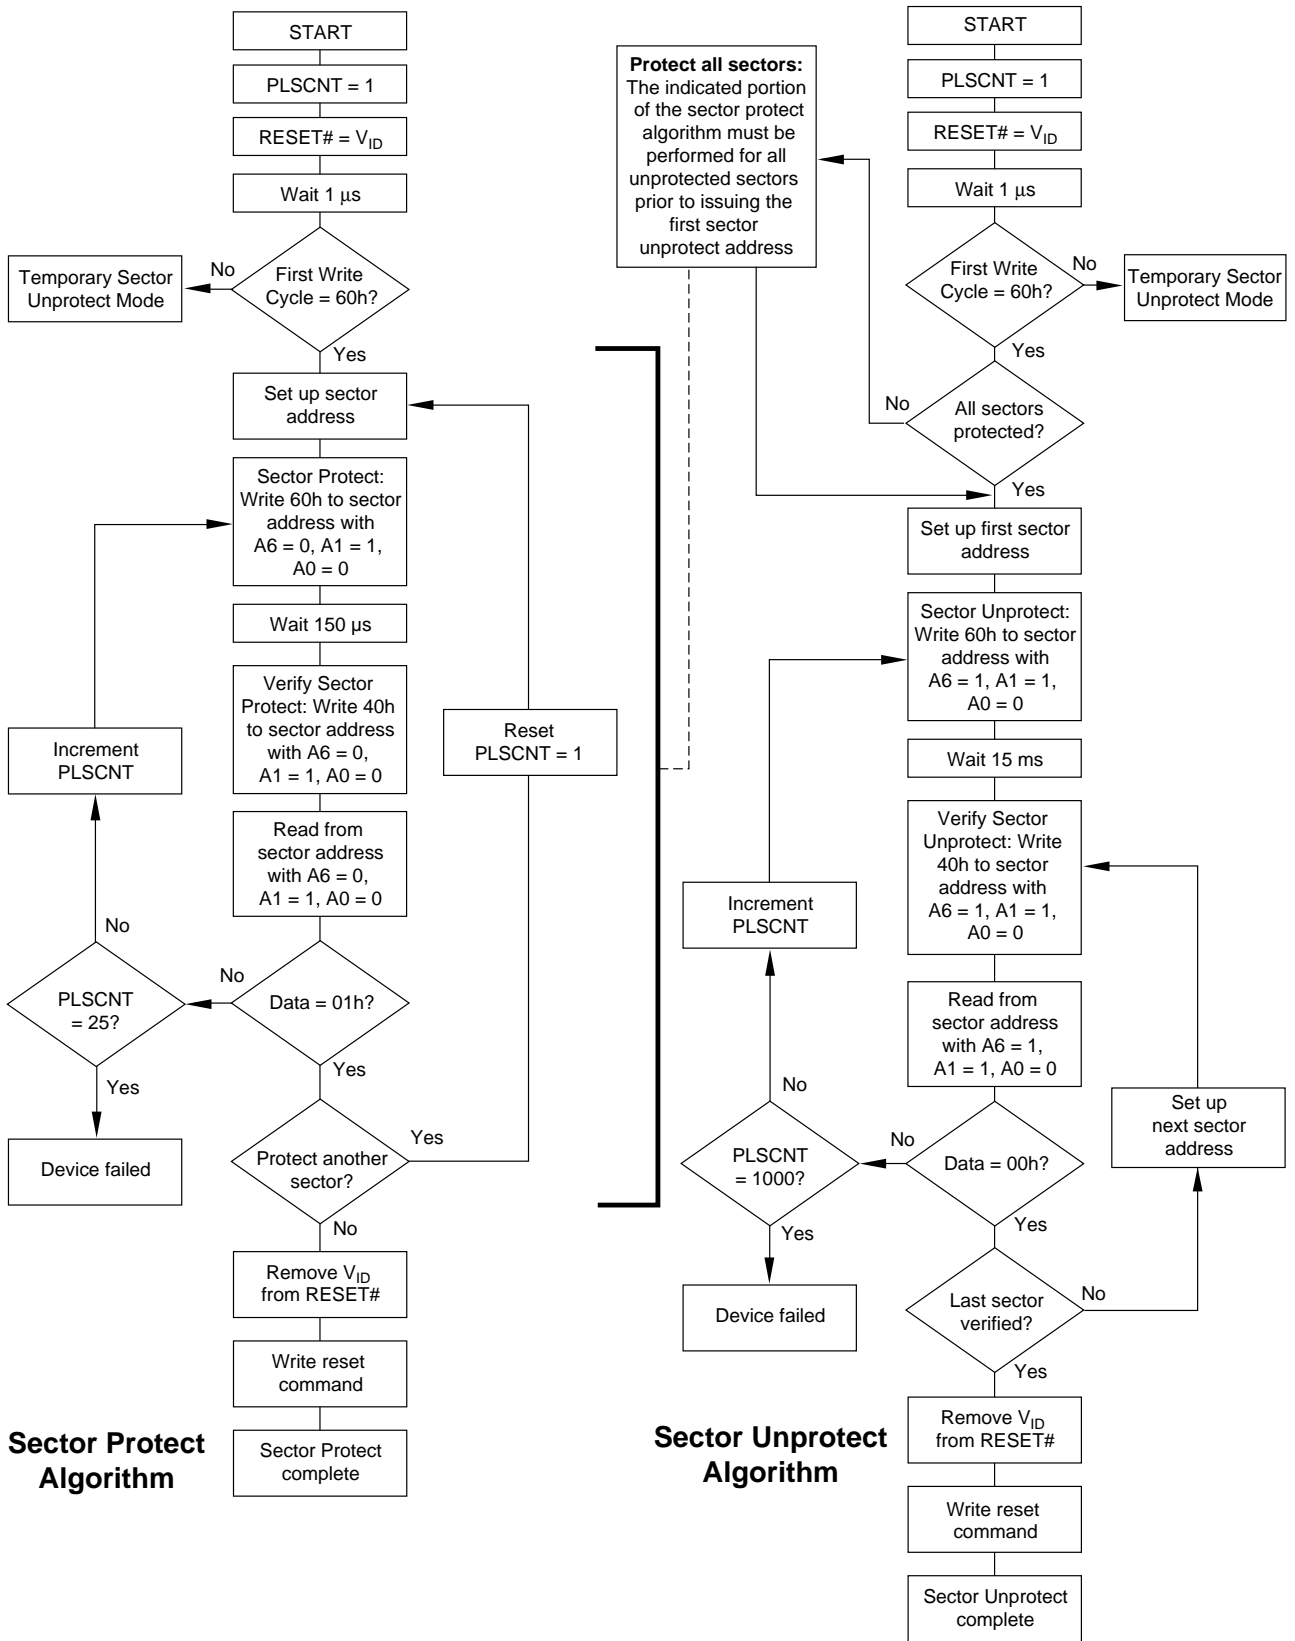 START
PLSCNT = 1
RESET# = VID
Wait 1 μs
First Write
Cycle = 60h?
No
Temporary Sector
Unprotect Mode
Yes
Set up sector
address
Sector Protect:
Write 60h to sector
address with
A6 = 0, A1 = 1,
A0 = 0
Wait 150 µs
Verify Sector
Protect: Write 40h
to sector address
with A6 = 0,
A1 = 1, A0 = 0
Reset
PLSCNT = 1
Increment
PLSCNT
Read from
sector address
with A6 = 0,
A1 = 1, A0 = 0
No
PLSCNT
= 25?
No
Data = 01h?
Yes
Yes
Device failed
Protect another
sector?
Yes
No
Remove VID
from RESET#
Write reset
command
Sector Protect
complete
Sector Protect
Algorithm
Protect all sectors:
The indicated portion
of the sector protect
algorithm must be
performed for all
unprotected sectors
prior to issuing the
first sector
unprotect address
START
PLSCNT = 1
RESET# = VID
Wait 1 μs
First Write
Cycle = 60h?
No
Temporary Sector
Unprotect Mode
Yes
No
All sectors
protected?
Yes
Set up first sector
address
Sector Unprotect:
Write 60h to sector
address with
A6 = 1, A1 = 1,
A0 = 0
Wait 15 ms
Verify Sector
Unprotect: Write
40h to sector
address with
A6 = 1, A1 = 1,
A0 = 0
Increment
PLSCNT
Read from
sector address
with A6 = 1,
A1 = 1, A0 = 0
No
PLSCNT
= 1000?
No
Data = 00h?
Set up
next sector
address
Yes
Yes
Device failed
Last sector
verified?
No
Yes
Remove VID
from RESET#
Write reset
command
Sector Unprotect
complete
Sector Unprotect
Algorithm